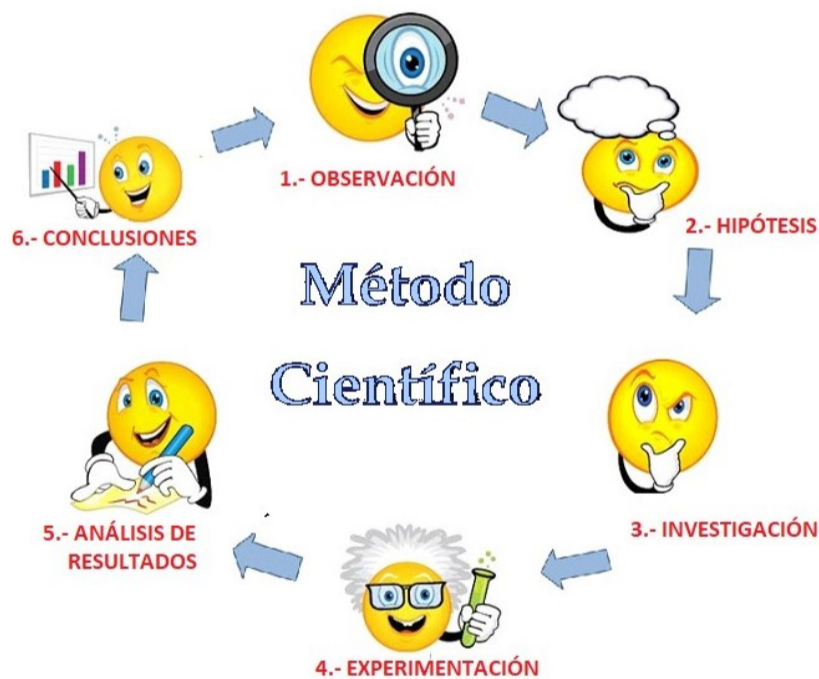 1.- OBSERVACIÓN
2.- HIPÓTESIS
6.- CONCLUSIONES
Método
Científico
3.- INVESTIGACIÓN
5.- ANÁLISIS DE
RESULTADOS
4.- EXPERIMENTACIÓN